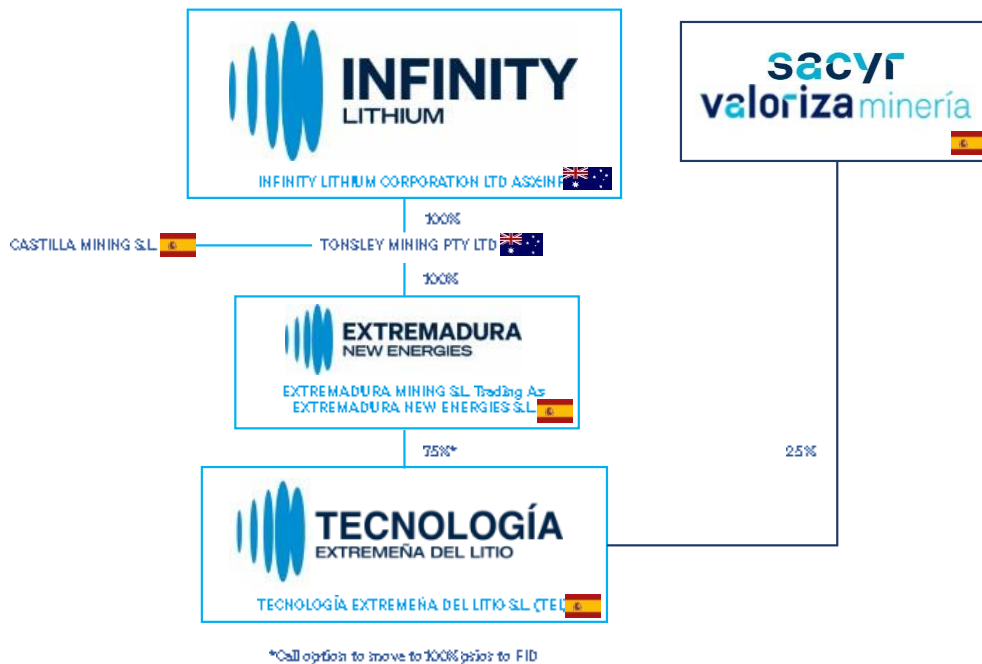 INFINITY
LITHIUM
INFINITY LITHIUM CORPORATION LTD ASX:INF
sacyr
valoriza minería
100%
CASTILLA MINING S.L.
TONSLEY MINING PTY LTD
100%
EXTREMADURA
NEW ENERGIES
EXTREMADURA MINING S.L. Trading As
EXTREMADURA NEW ENERGIES S.L.
75%*
25%
TECNOLOGÍA
EXTREMEÑA DEL LITIO
TECNOLOGÍA EXTREMEÑA DEL LITIO S.L. (TEL)
*Call option to move to 100% prior to FID